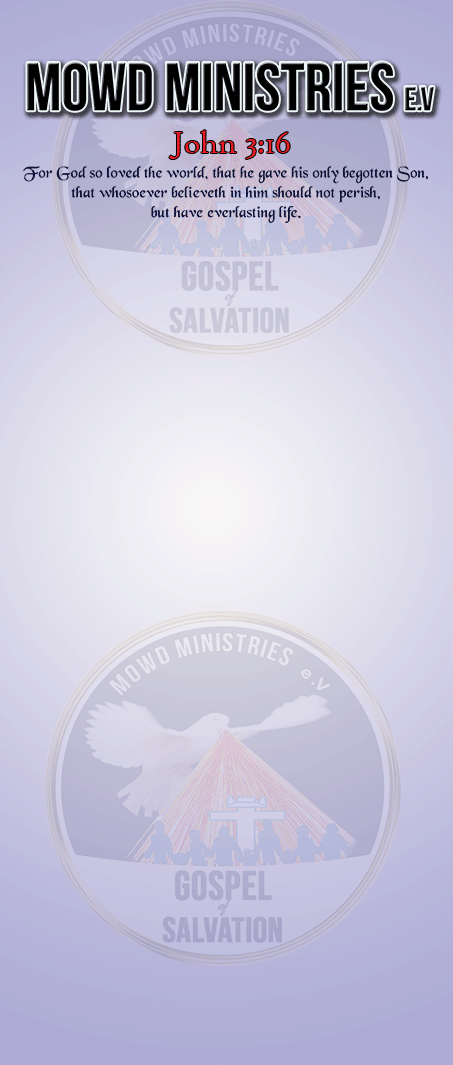 MOWD MINISTRIES
MOWD MINISTRIES E.V
John 3:16
For God so loved the world, that he gave his only begotten Son,
that whosoever believeth in him should not perish,
but have everlasting life.
GOSPEL
of
SALVATION
MOWD MINISTRIES e.v
GOSPEL
of
SALVATION